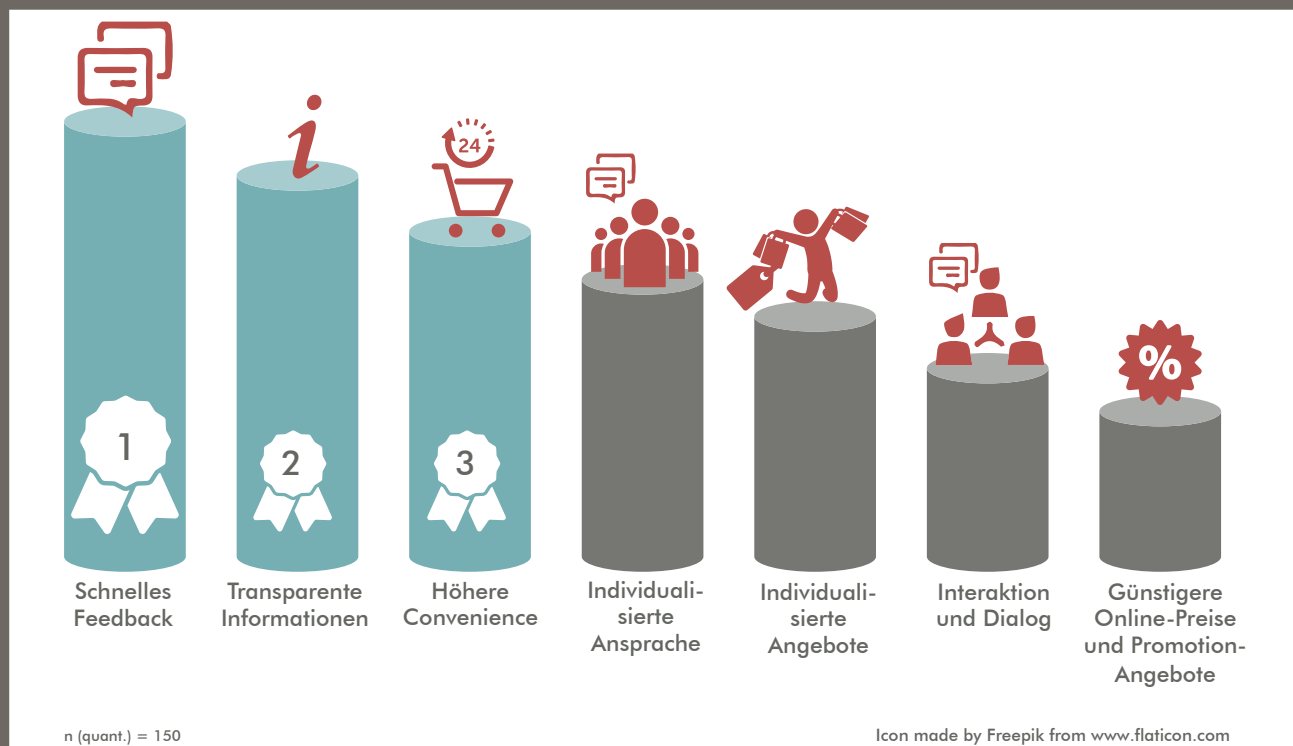 24
%
1
2
3
Schnelles
Feedback
Transparente
Informationen
Höhere
Convenience
Individuali-
sierte
Ansprache
Individuali-
sierte
Angebote
Interaktion
und Dialog
Günstigere
Online-Preise
und Promotion-
Angebote
n (quant.) = 150
Icon made by Freepik from www.flaticon.com